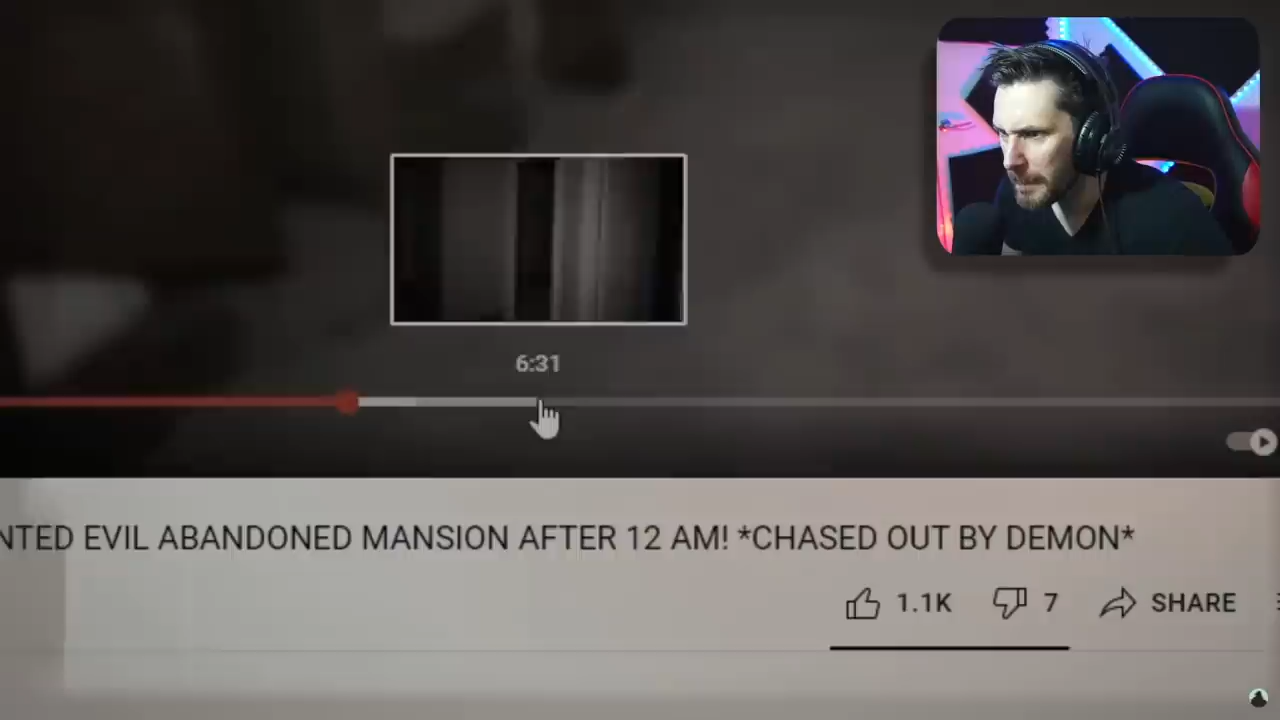 6:31
NTED EVIL ABANDONED MANSION AFTER 12 AM! *CHASED OUT BY DEMON*
1.1K 7 SHARE